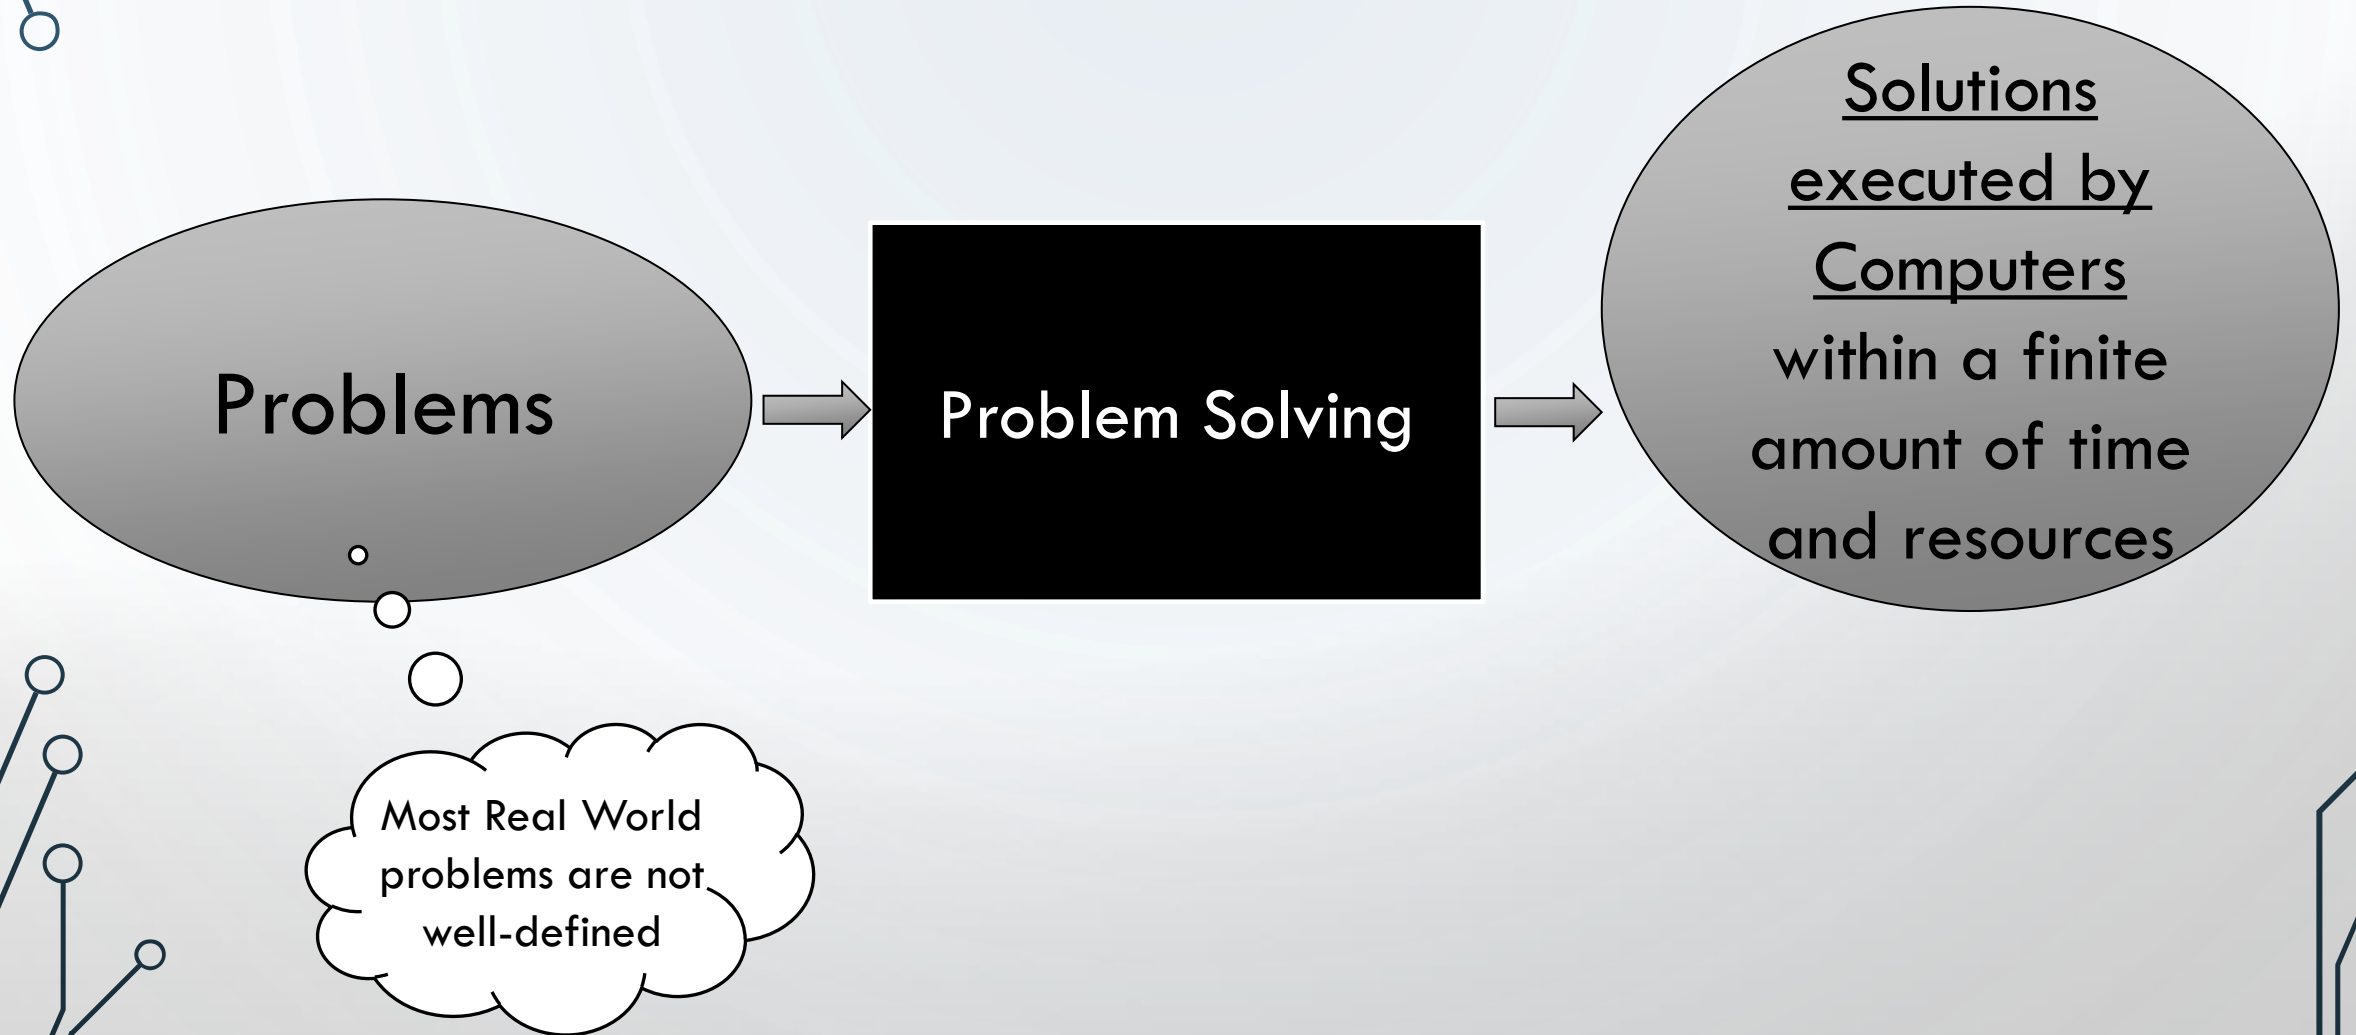 Problems
Problem Solving
Solutions
executed by
Computers
within a finite
amount of time
and resources
Most Real World
problems are not
well-defined